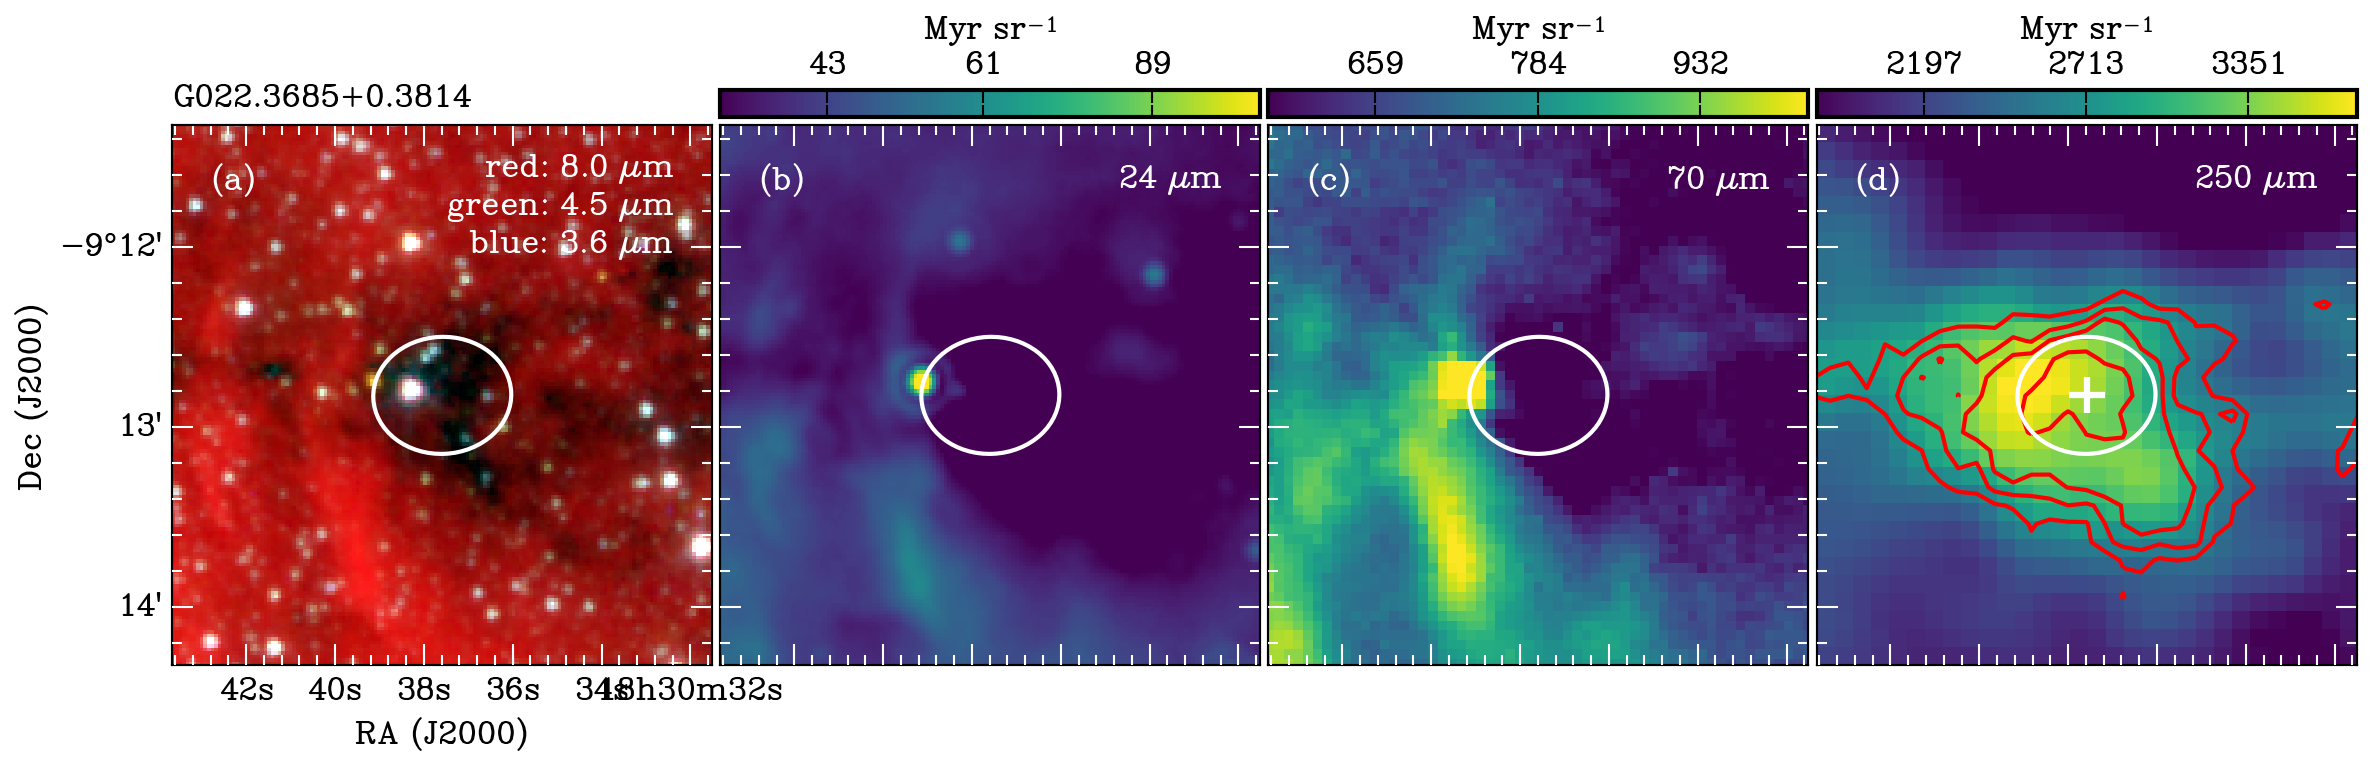 Myr sr⁻¹
Myr sr⁻¹
Myr sr⁻¹
43 61 89
659 784 932
2197 2713 3351
G022.3685+0.3814
(a)
red: 8.0 μm
green: 4.5 μm
blue: 3.6 μm
(b)
24 μm
(c)
70 μm
(d)
250 μm
Dec (J2000)
−9°12'
13'
14'
42s 40s 38s 36s 34s 18h30m32s
RA (J2000)